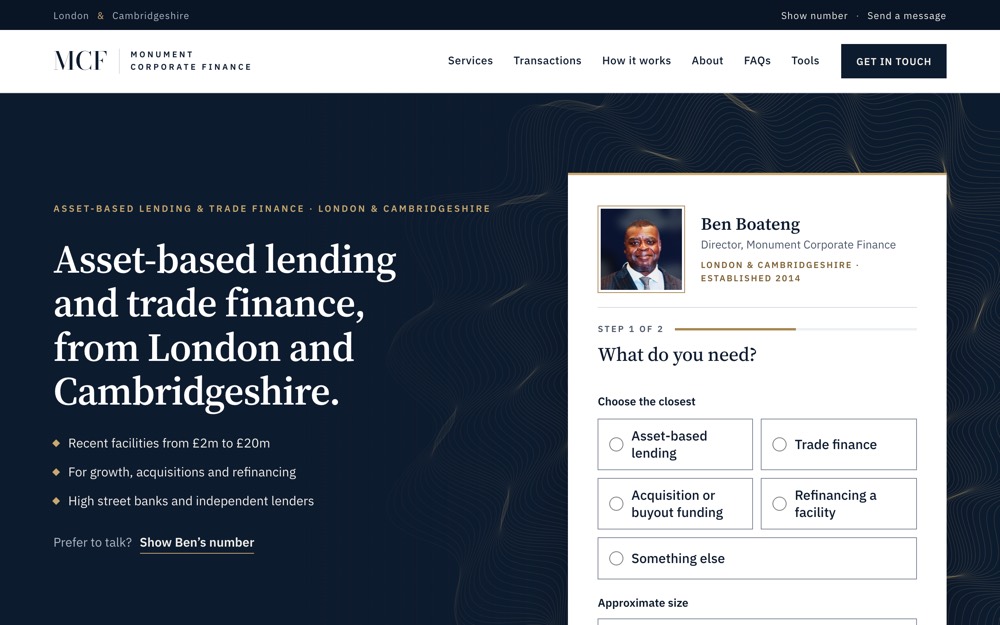 London & Cambridgeshire
Show number · Send a message
MCF
MONUMENT
CORPORATE FINANCE
Services
Transactions
How it works
About
FAQs
Tools
GET IN TOUCH
ASSET-BASED LENDING & TRADE FINANCE · LONDON & CAMBRIDGESHIRE
Asset-based lending
and trade finance,
from London and
Cambridgeshire.
Recent facilities from £2m to £20m
For growth, acquisitions and refinancing
High street banks and independent lenders
Prefer to talk? Show Ben’s number
Ben Boateng
Director, Monument Corporate Finance
LONDON & CAMBRIDGESHIRE ·
ESTABLISHED 2014
STEP 1 OF 2
What do you need?
Choose the closest
Asset-based
lending
Trade finance
Acquisition or
buyout funding
Refinancing a
facility
Something else
Approximate size